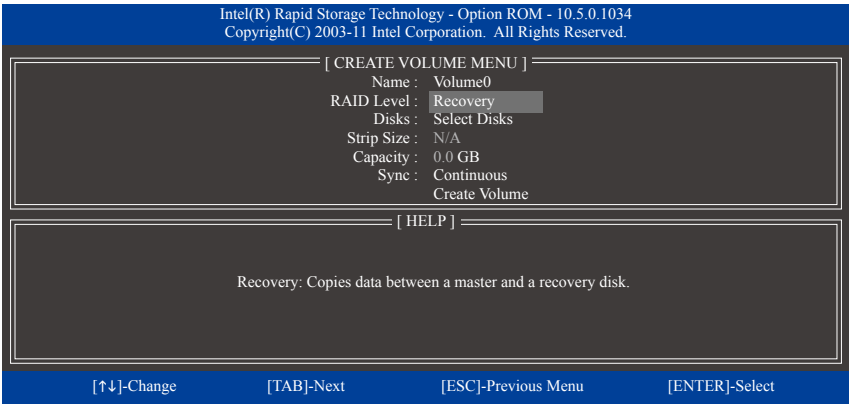 Intel(R) Rapid Storage Technology - Option ROM - 10.5.0.1034
Copyright(C) 2003-11 Intel Corporation. All Rights Reserved.
[ CREATE VOLUME MENU ]
Name : Volume0
RAID Level : Recovery
Disks : Select Disks
Strip Size : N/A
Capacity : 0.0 GB
Sync : Continuous
Create Volume
[ HELP ]
Recovery: Copies data between a master and a recovery disk.
[↑↓]-Change [TAB]-Next [ESC]-Previous Menu [ENTER]-Select